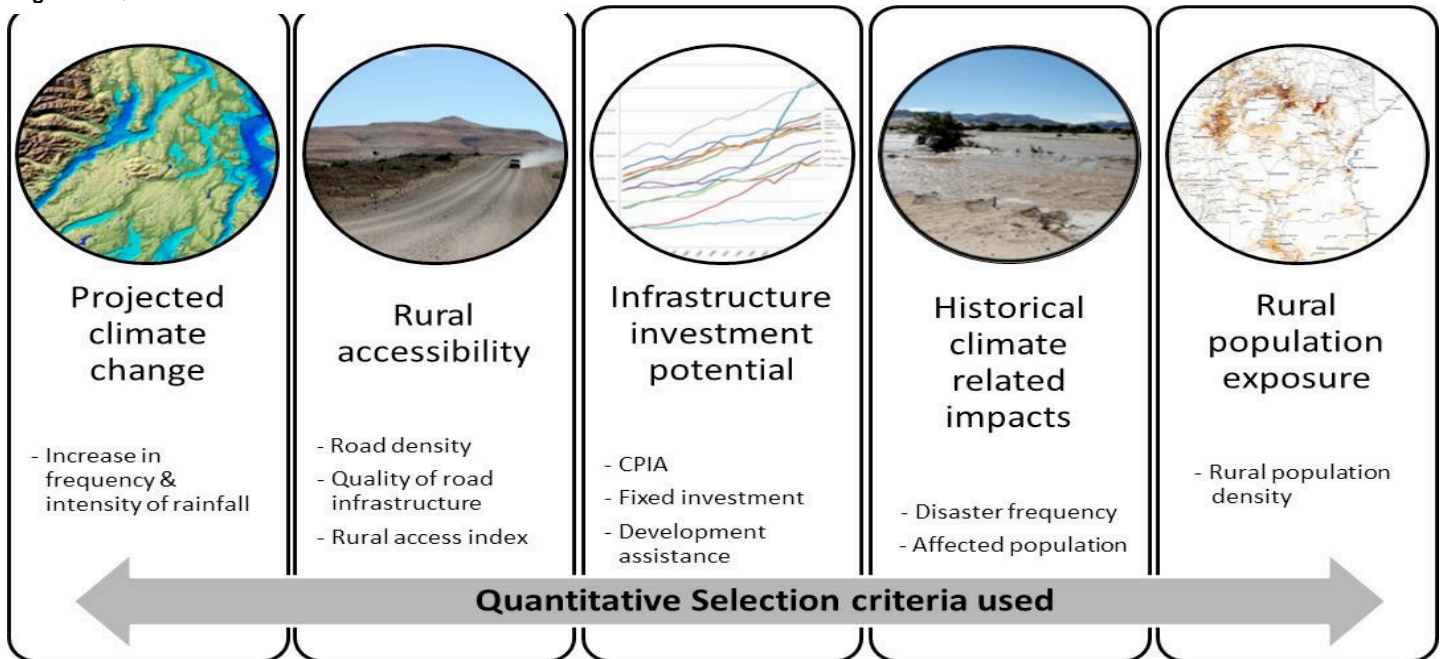 Projected
climate
change
- Increase in
frequency &
intensity of rainfall
Rural
accessibility
- Road density
- Quality of road
infrastructure
- Rural access index
Infrastructure
investment
potential
- CPIA
- Fixed investment
- Development
assistance
Historical
climate
related
impacts
- Disaster frequency
- Affected population
Rural
population
exposure
- Rural population
density
Quantitative Selection criteria used